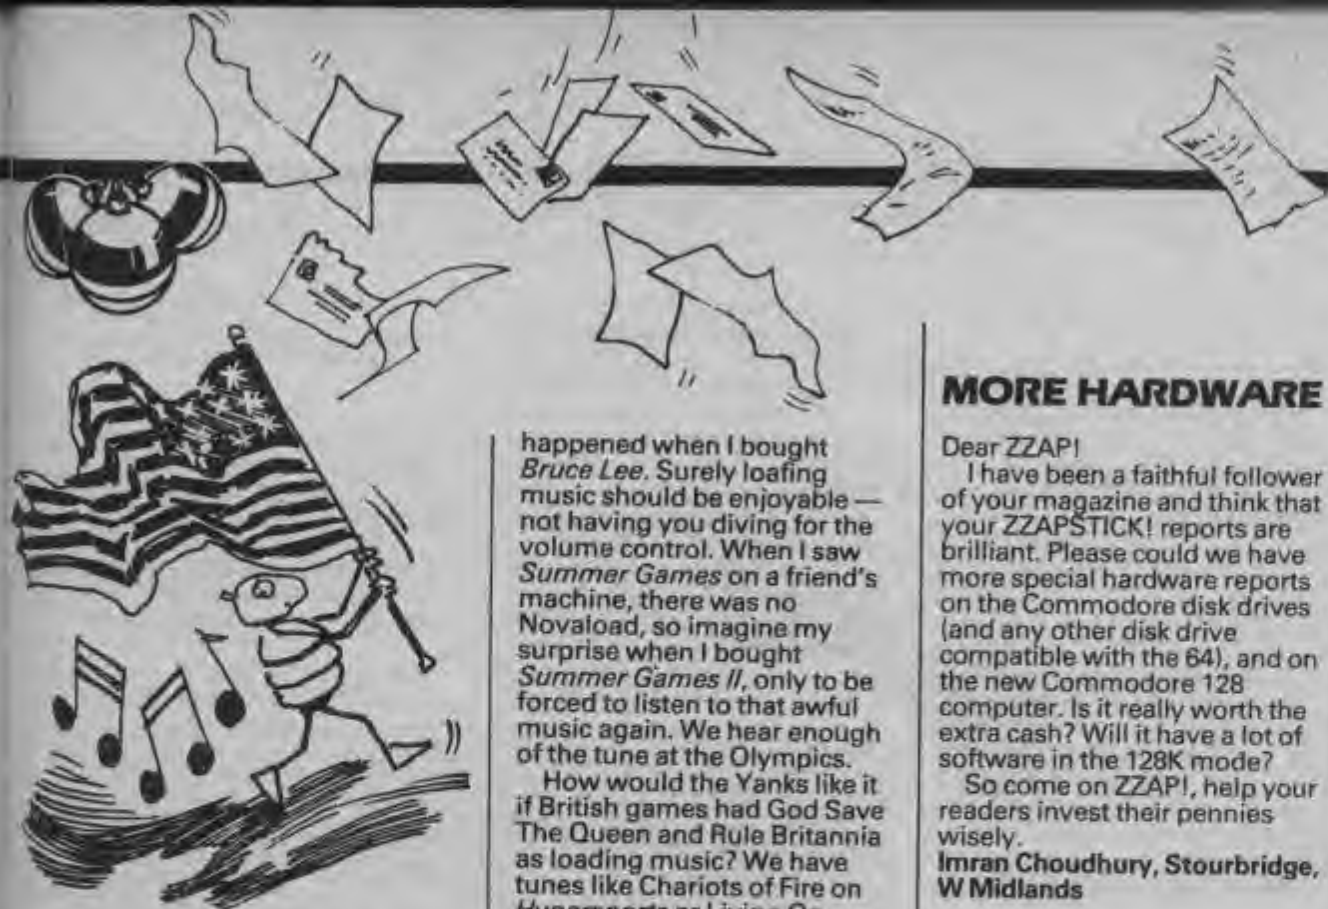 happened when I bought
Bruce Lee. Surely loafing
music should be enjoyable —
not having you diving for the
volume control. When I saw
Summer Games on a friend's
machine, there was no
Novaload, so imagine my
surprise when I bought
Summer Games II, only to be
forced to listen to that awful
music again. We hear enough
of the tune at the Olympics.
How would the Yanks like it
if British games had God Save
The Queen and Rule Britannia
as loading music? We have
tunes like Chariots of Fire on
MORE HARDWARE
Dear ZZAP!
I have been a faithful follower
of your magazine and think that
your ZZAPSTICK! reports are
brilliant. Please could we have
more special hardware reports
on the Commodore disk drives
(and any other disk drive
compatible with the 64), and on
the new Commodore 128
computer. Is it really worth the
extra cash? Will it have a lot of
software in the 128K mode?
So come on ZZAP!, help your
readers invest their pennies
wisely.
Imran Choudhury, Stourbridge,
W Midlands